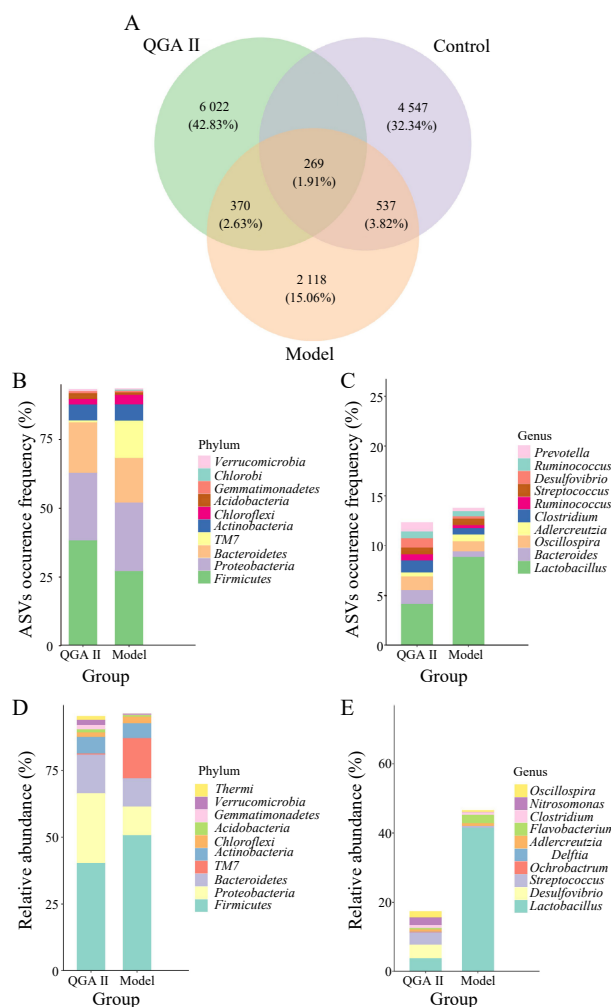 A
QGA II
Control
6 022
(42.83%)
4 547
(32.34%)
269
(1.91%)
370
(2.63%)
537
(3.82%)
2 118
(15.06%)
Model
B
ASVs occurence frequency (%)
75
50
25
0
QGA II
Model
Group
Phylum
Verrucomicrobia
Chlorobi
Gemmatimonadetes
Acidobacteria
Chloroflexi
Actinobacteria
TM7
Bacteroidetes
Proteobacteria
Firmicutes
C
ASVs occurence frequency (%)
25
20
15
10
5
0
QGA II
Model
Group
Genus
Prevotella
Ruminococcus
Desulfovibrio
Streptococcus
Ruminococcus
Clostridium
Adlercreutzia
Oscillospira
Bacteroides
Lactobacillus
D
Relative abundance (%)
75
50
25
0
QGA II
Model
Group
Phylum
Thermi
Verrucomicrobia
Gemmatimonadetes
Acidobacteria
Chloroflexi
Actinobacteria
TM7
Bacteroidetes
Proteobacteria
Firmicutes
E
Relative abundance (%)
60
40
20
0
QGA II
Model
Group
Genus
Oscillospira
Nitrosomonas
Clostridium
Flavobacterium
Adlercreutzia
Delftia
Ochrobactrum
Streptococcus
Desulfovibrio
Lactobacillus